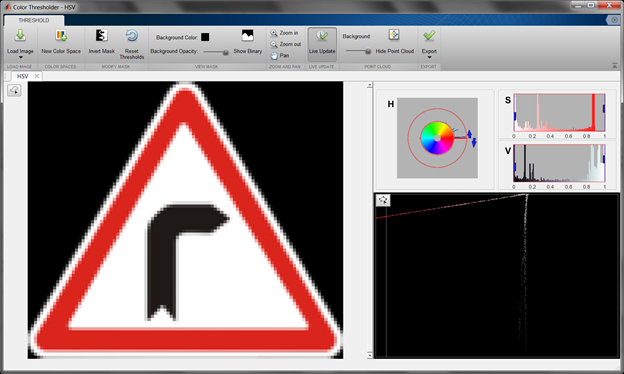 Color Thresholder - HSV
THRESHOLD
Load Image
New Color Space
Invert Mask
Reset Thresholds
Background Color:
Background Opacity:
Show Binary
Zoom in
Zoom out
Pan
Live Update
Background
Hide Point Cloud
Export
LOAD IMAGE
COLOR SPACES
MODIFY MASK
VIEW MASK
ZOOM AND PAN
LIVE UPDATE
POINT CLOUD
EXPORT
HSV
H
S
0 0.2 0.4 0.6 0.8 1
V
0 0.2 0.4 0.6 0.8 1